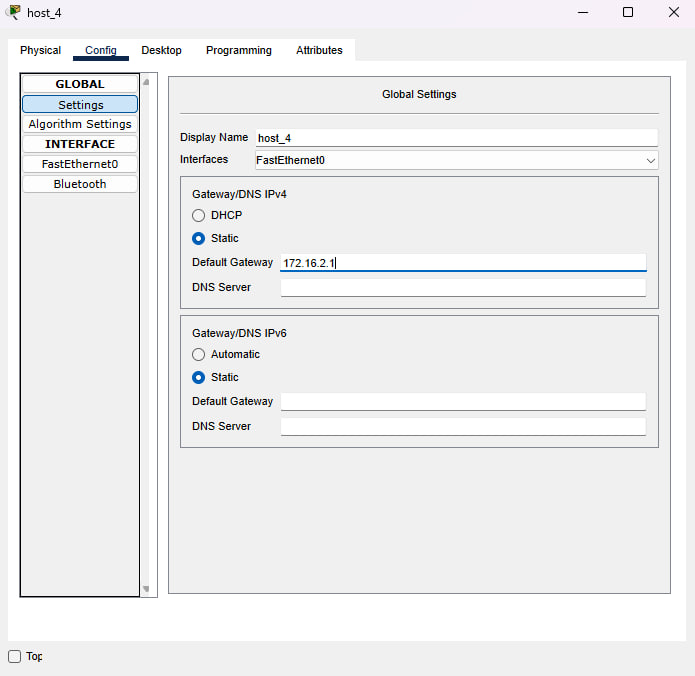 host_4
Physical Config Desktop Programming Attributes
GLOBAL
Settings
Algorithm Settings
INTERFACE
FastEthernet0
Bluetooth
Global Settings
Display Name host_4
Interfaces FastEthernet0
Gateway/DNS IPv4
DHCP
Static
Default Gateway 172.16.2.1
DNS Server
Gateway/DNS IPv6
Automatic
Static
Default Gateway
DNS Server
Top